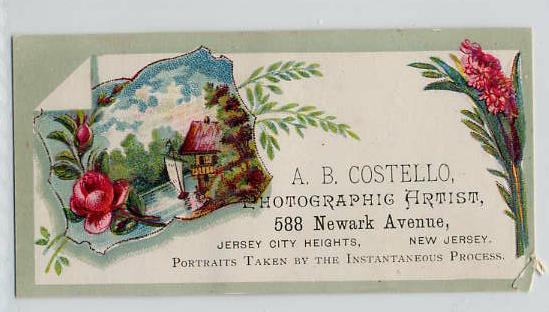 A. B. COSTELLO,
PHOTOGRAPHIC ARTIST,
588 Newark Avenue,
JERSEY CITY HEIGHTS, NEW JERSEY.
PORTRAITS TAKEN BY THE INSTANTANEOUS PROCESS.